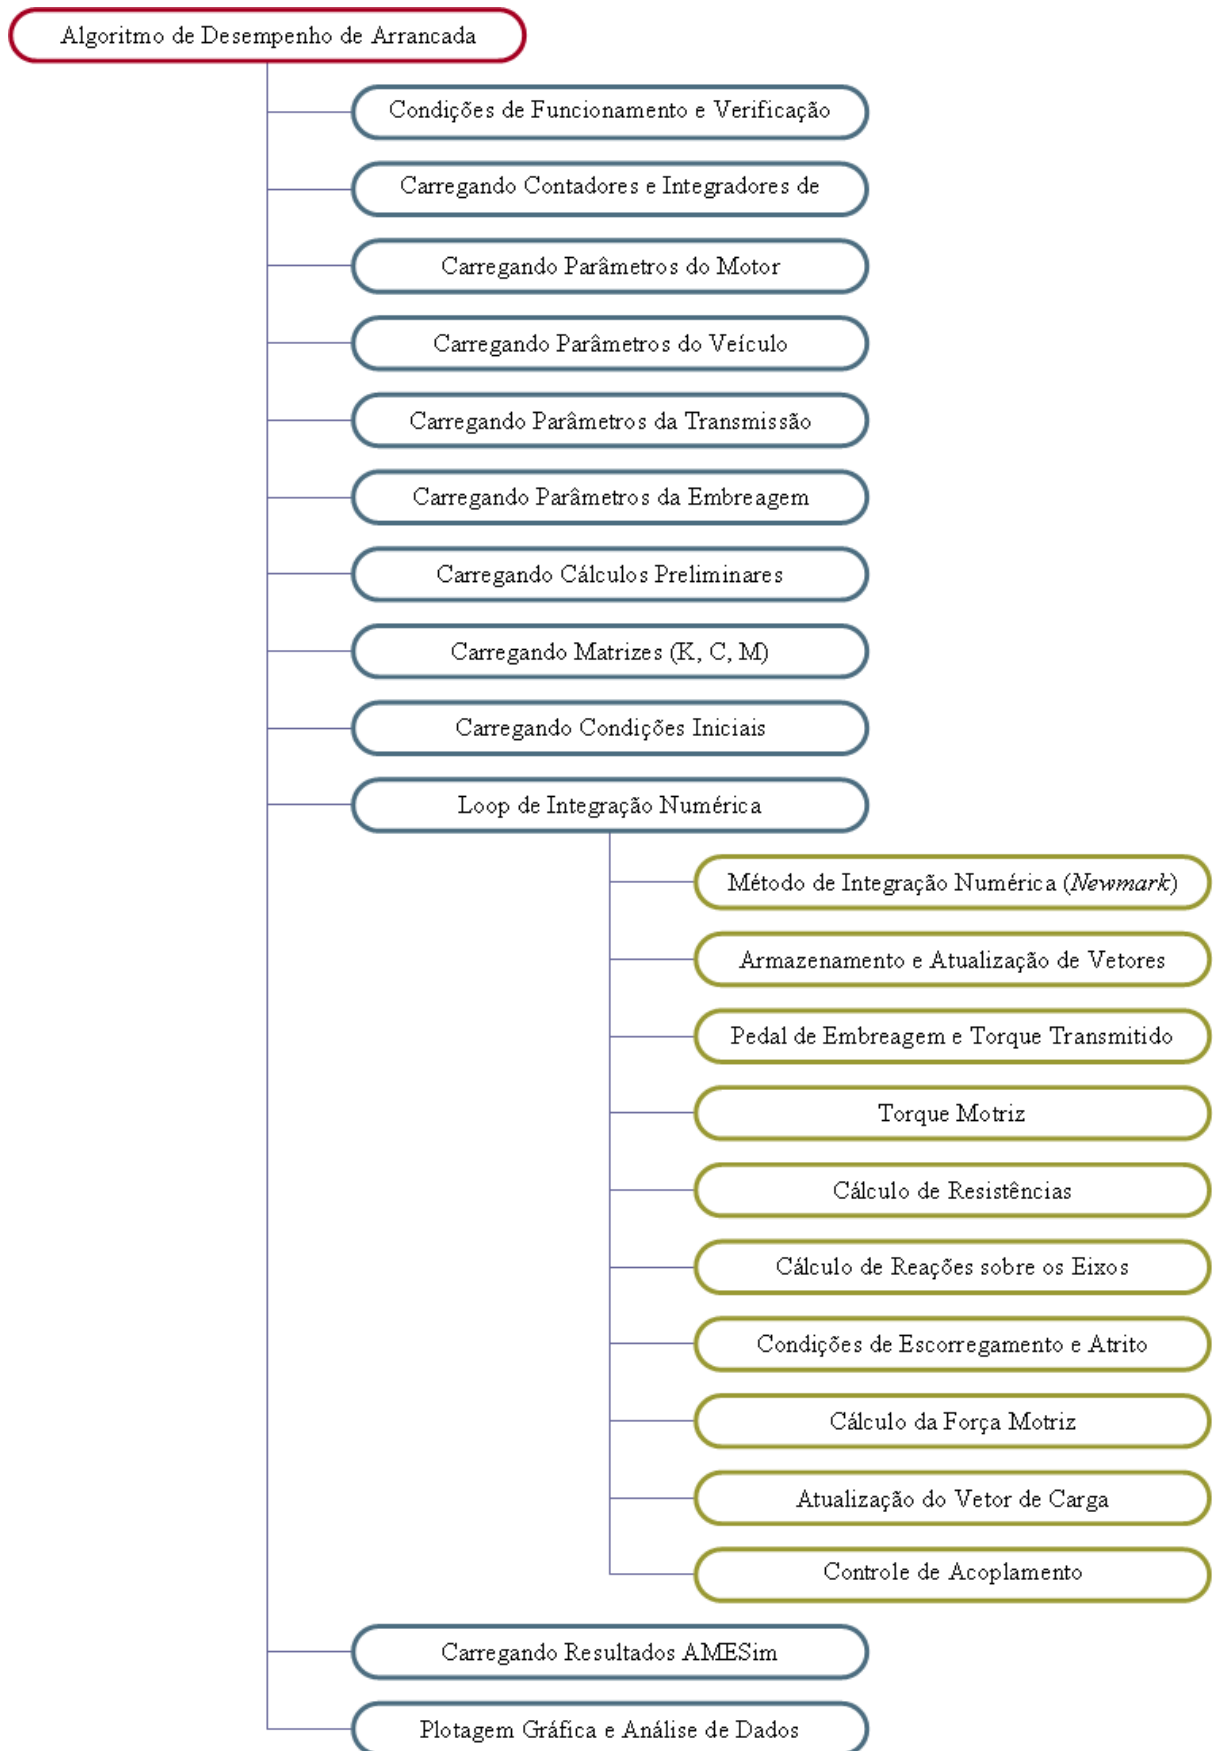 Algoritmo de Desempenho de Arrancada
Condições de Funcionamento e Verificação
Carregando Contadores e Integradores de
Carregando Parâmetros do Motor
Carregando Parâmetros do Veículo
Carregando Parâmetros da Transmissão
Carregando Parâmetros da Embreagem
Carregando Cálculos Preliminares
Carregando Matrizes (K, C, M)
Carregando Condições Iniciais
Loop de Integração Numérica
Método de Integração Numérica (Newmark)
Armazenamento e Atualização de Vetores
Pedal de Embreagem e Torque Transmitido
Torque Motriz
Cálculo de Resistências
Cálculo de Reações sobre os Eixos
Condições de Escorregamento e Atrito
Cálculo da Força Motriz
Atualização do Vetor de Carga
Controle de Acoplamento
Carregando Resultados AMESim
Plotagem Gráfica e Análise de Dados